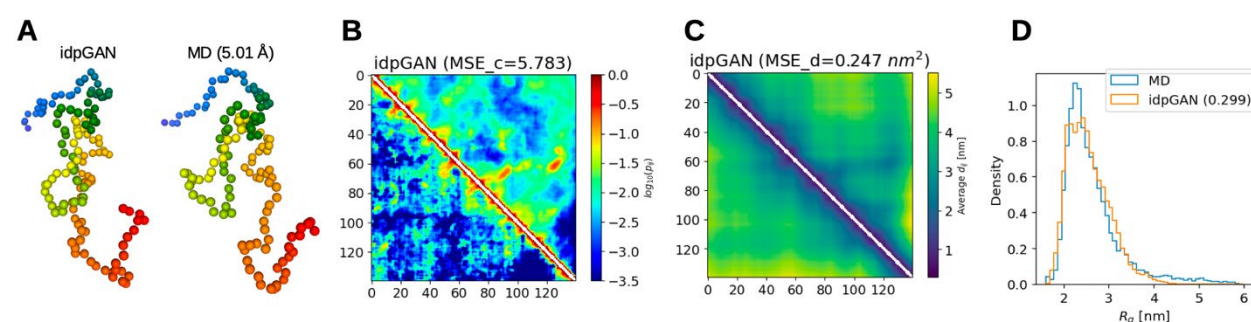 A
idpGAN
MD (5.01 Å)
B
idpGAN (MSE_c=5.783)
0
20
40
60
80
100
120
0 20 40 60 80 100 120
0.0
−0.5
−1.0
−1.5
−2.0
−2.5
−3.0
−3.5
log10(pij)
C
idpGAN (MSE_d=0.247 nm²)
0
20
40
60
80
100
120
0 20 40 60 80 100 120
5
4
3
2
1
Average dij [nm]
D
MD
idpGAN (0.299)
1.0
0.8
0.6
0.4
0.2
0.0
Density
2 3 4 5 6
Rg [nm]